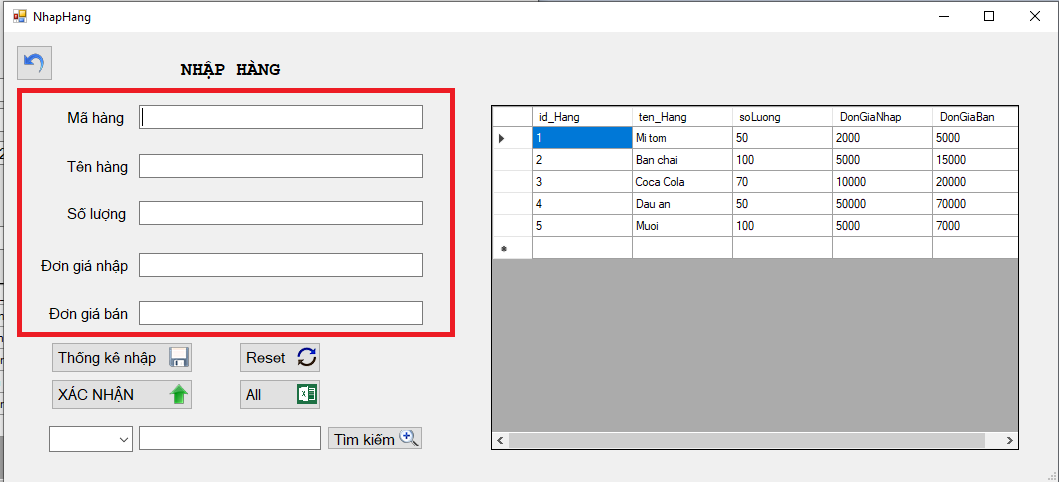 NhapHang
NHẬP HÀNG
Mã hàng
Tên hàng
Số lượng
Đơn giá nhập
Đơn giá bán
Thống kê nhập
Reset
XÁC NHẬN
All
Tìm kiếm
id_Hang ten_Hang soLuong DonGiaNhap DonGiaBan
1 Mi tom 50 2000 5000
2 Ban chai 100 5000 15000
3 Coca Cola 70 10000 20000
4 Dau an 50 50000 70000
5 Muoi 100 5000 7000